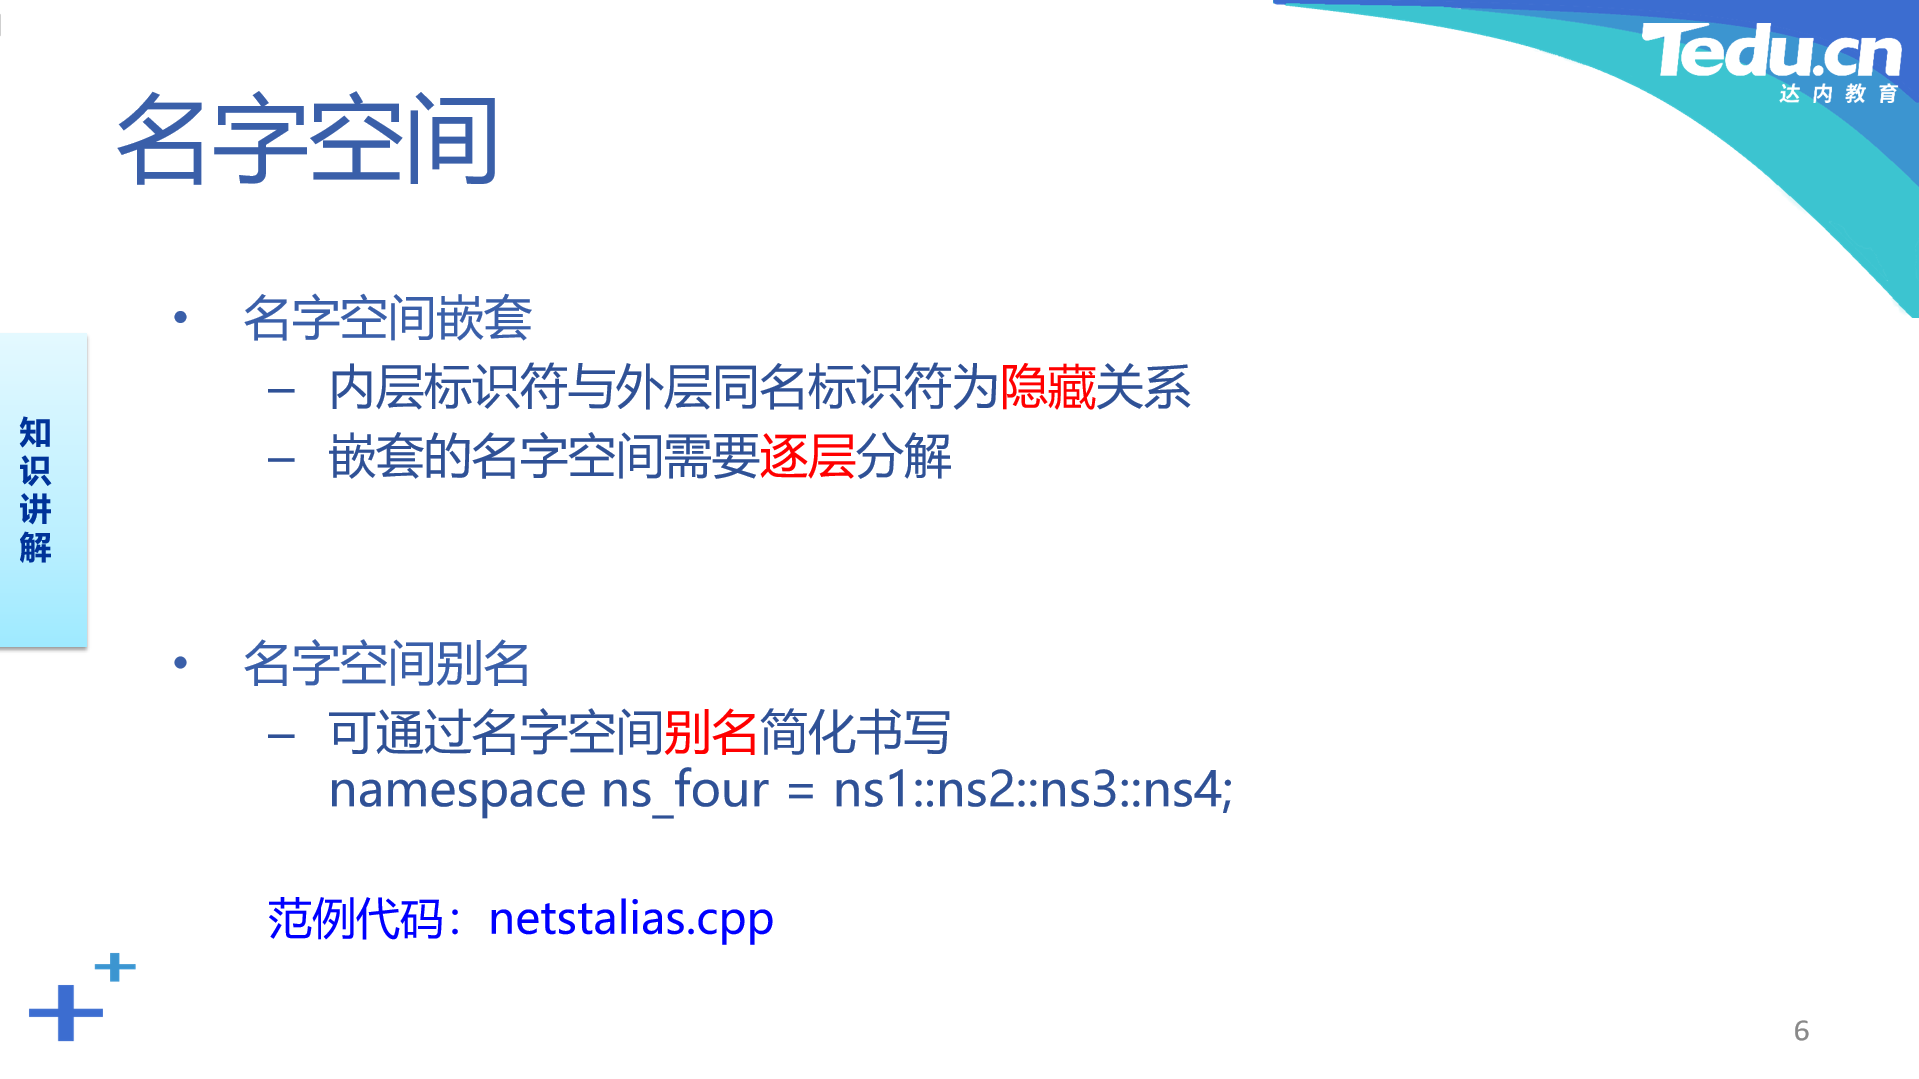 Tedu.cn
达内教育
名字空间
• 名字空间嵌套
– 内层标识符与外层同名标识符为隐藏关系
– 嵌套的名字空间需要逐层分解
知识讲解
• 名字空间别名
– 可通过名字空间别名简化书写
namespace ns_four = ns1::ns2::ns3::ns4;
范例代码：netstalias.cpp
6